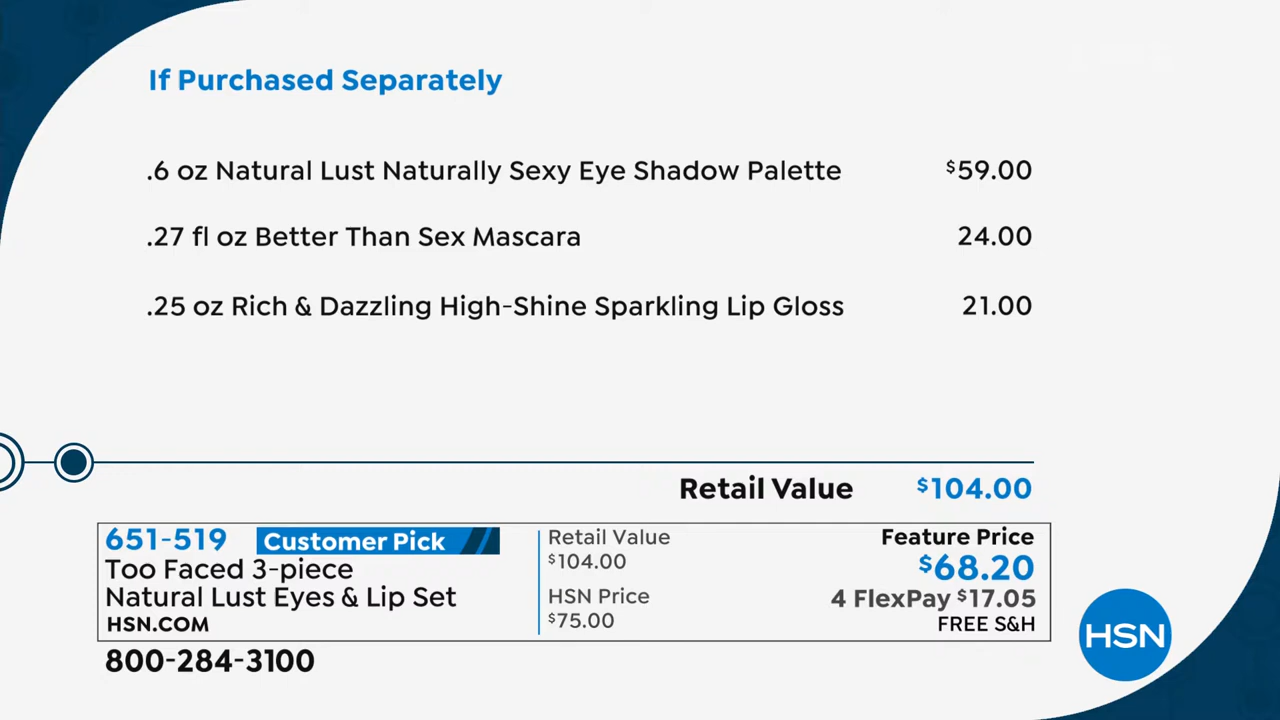 If Purchased Separately
.6 oz Natural Lust Naturally Sexy Eye Shadow Palette $59.00
.27 fl oz Better Than Sex Mascara 24.00
.25 oz Rich & Dazzling High-Shine Sparkling Lip Gloss 21.00
Retail Value $104.00
651-519 Customer Pick
Too Faced 3-piece
Natural Lust Eyes & Lip Set
HSN.COM
Retail Value
$104.00
HSN Price
$75.00
Feature Price
$68.20
4 FlexPay $17.05
FREE S&H
HSN
800-284-3100